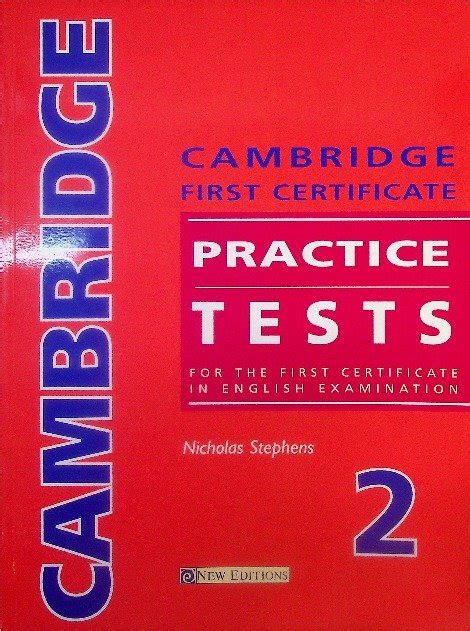 CAMBRIDGE
CAMBRIDGE
FIRST CERTIFICATE
PRACTICE
TESTS
FOR THE FIRST CERTIFICATE
IN ENGLISH EXAMINATION
Nicholas Stephens
2
NEW EDITIONS